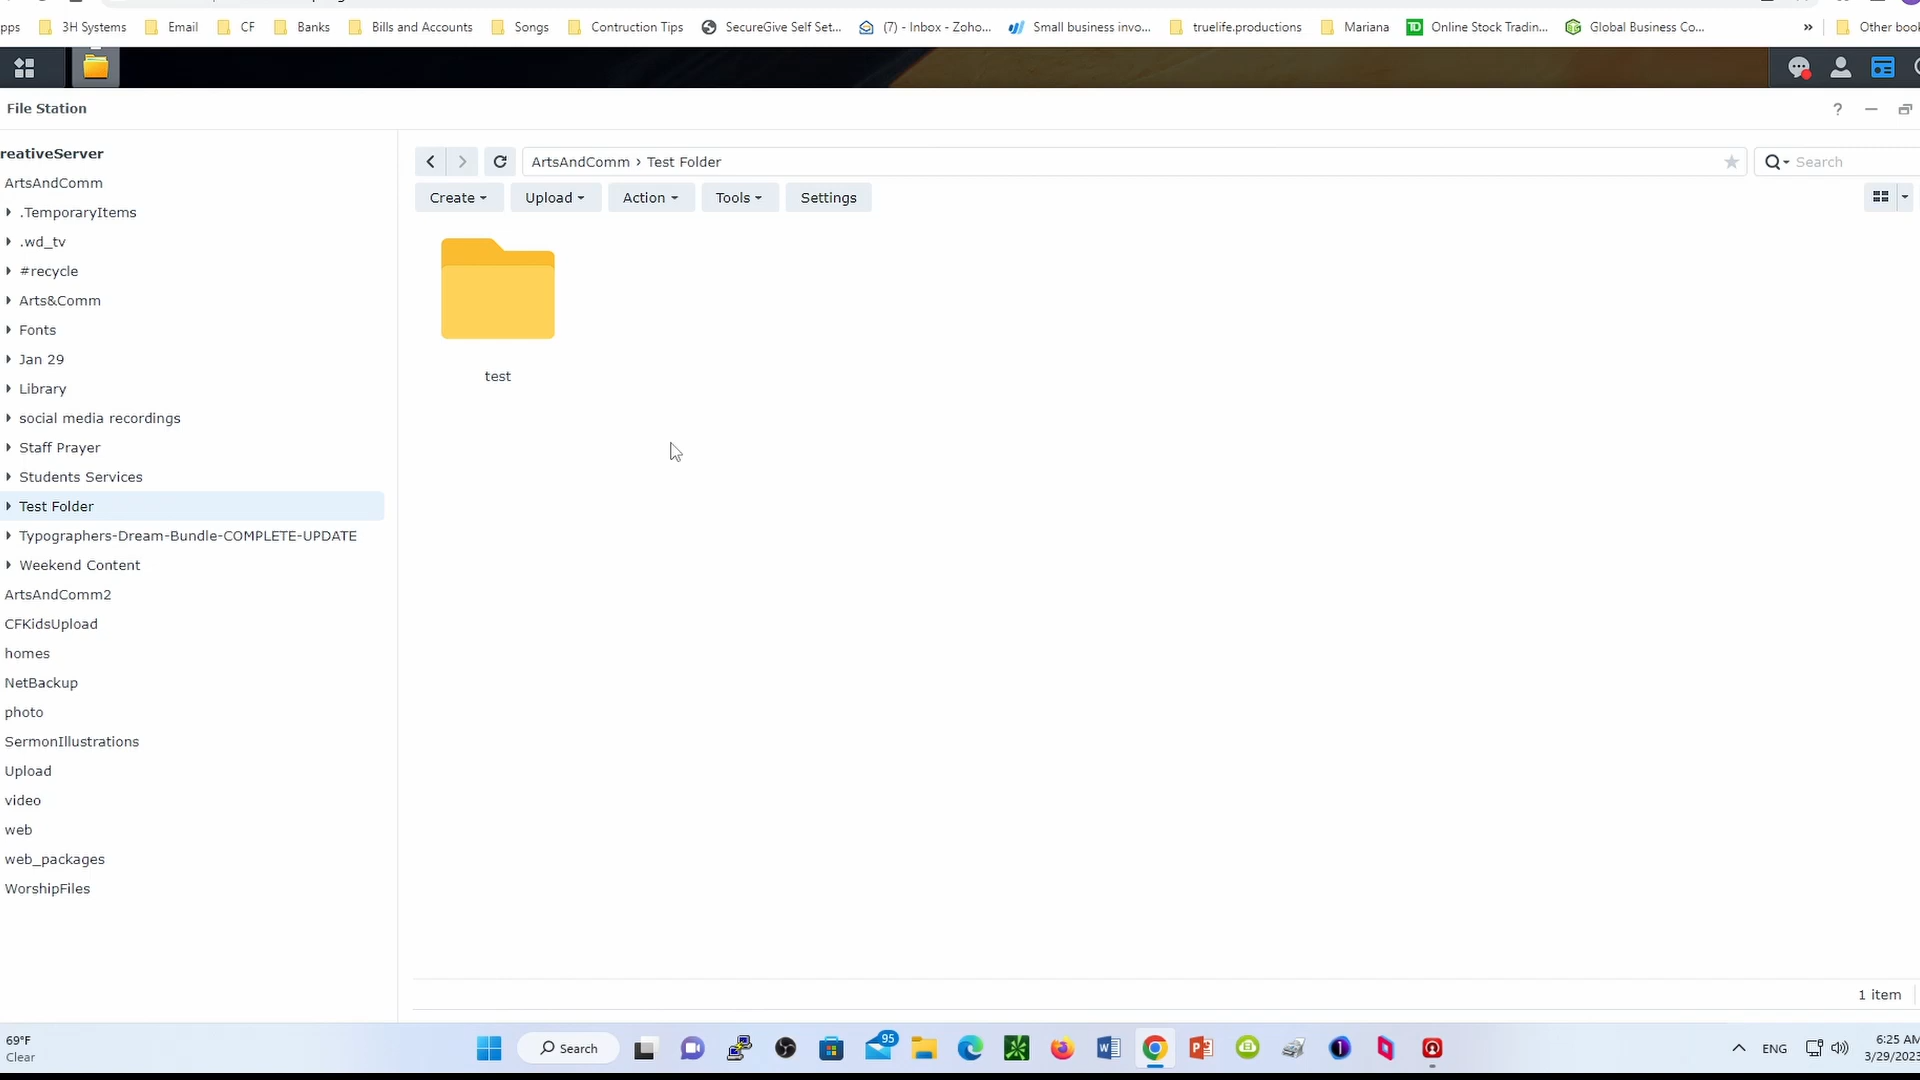 pps 3H Systems Email CF Banks Bills and Accounts Songs Contruction Tips SecureGive Self Set... (7) - Inbox - Zoho... Small business invo... truelife.productions Mariana TD Online Stock Tradin... Global Business Co... » Other book
File Station
?
reativeServer
ArtsAndComm › Test Folder
Search
ArtsAndComm
Create Upload Action Tools Settings
.TemporaryItems
.wd_tv
#recycle
Arts&Comm
Fonts
Jan 29
Library
test
social media recordings
Staff Prayer
Students Services
Test Folder
Typographers-Dream-Bundle-COMPLETE-UPDATE
Weekend Content
ArtsAndComm2
CFKidsUpload
homes
NetBackup
photo
SermonIllustrations
Upload
video
web
web_packages
WorshipFiles
1 item
69°F
Clear
Search
95
ENG
6:25 AM
3/29/2023